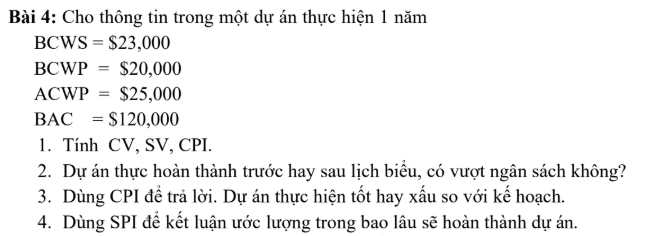 Bài 4: Cho thông tin trong một dự án thực hiện 1 năm
BCWS = $23,000
BCWP = $20,000
ACWP = $25,000
BAC = $120,000
1. Tính CV, SV, CPI.
2. Dự án thực hoàn thành trước hay sau lịch biểu, có vượt ngân sách không?
3. Dùng CPI để trả lời. Dự án thực hiện tốt hay xấu so với kế hoạch.
4. Dùng SPI để kết luận ước lượng trong bao lâu sẽ hoàn thành dự án.